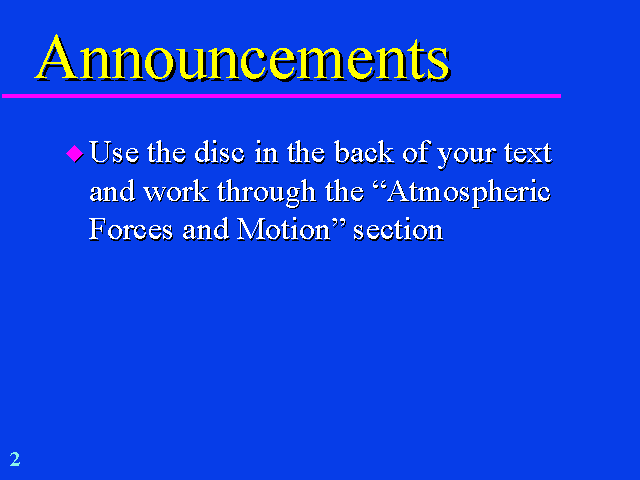 Announcements
Use the disc in the back of your text
and work through the “Atmospheric
Forces and Motion” section
2